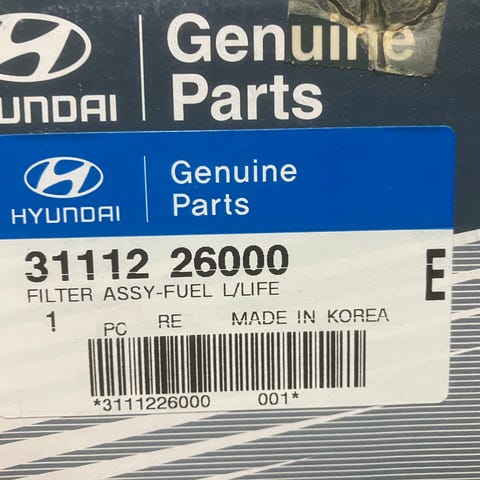 Genuine
Parts
HYUNDAI
Genuine
Parts
HYUNDAI
31112 26000
FILTER ASSY-FUEL L/LIFE
E
1 PC RE MADE IN KOREA
*3111226000 001*